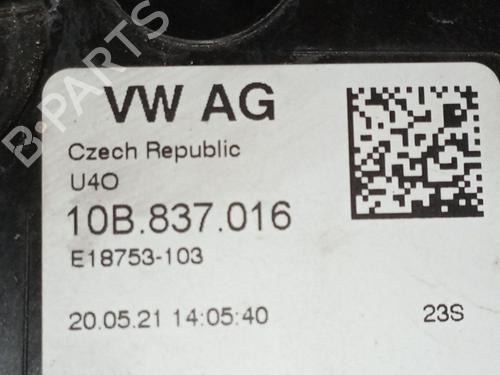 B-PARTS
VW AG
Czech Republic
U4O
10B.837.016
E18753-103
20.05.21 14:05:40
23S